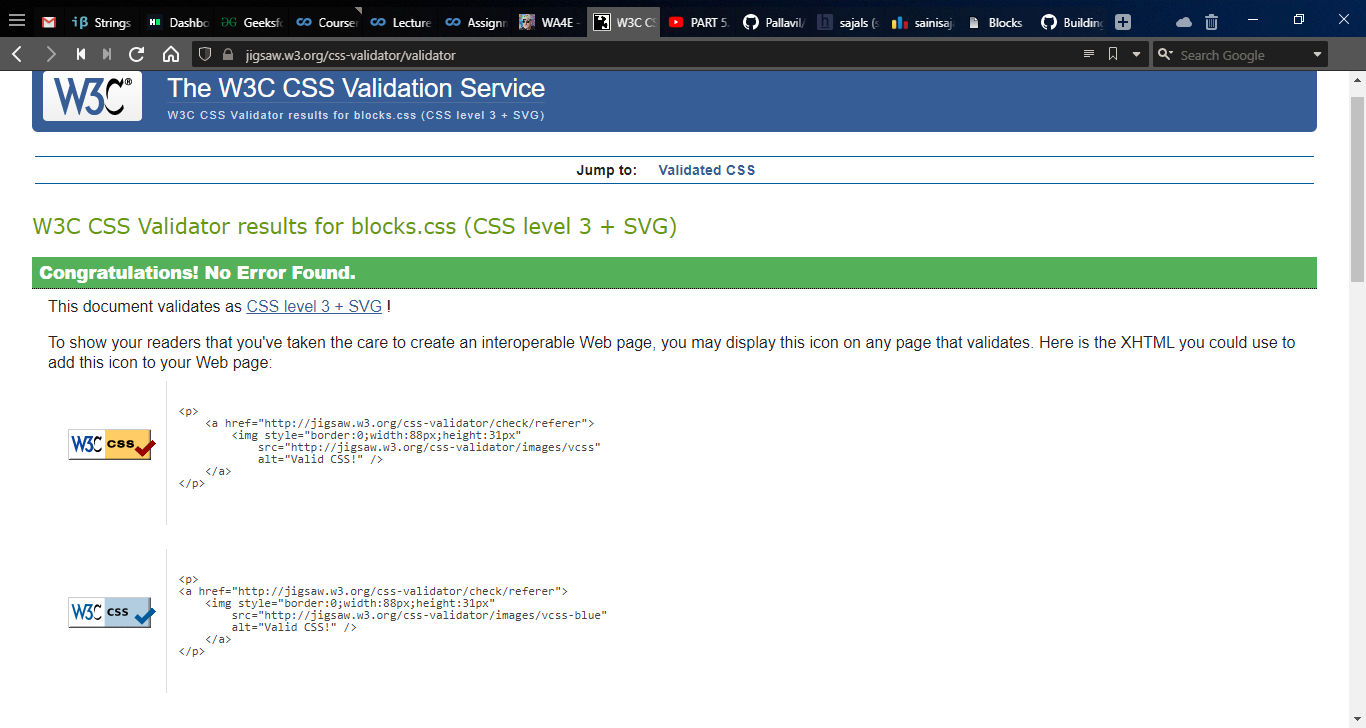 Strings
Dashbo
Geeksfo
Course
Lecture
Assignm
WA4E -
W3C CS
PART 5.
Pallavil/
sajals (s
sainisaj
Blocks
Building
jigsaw.w3.org/css-validator/validator
Search Google
W3C®
The W3C CSS Validation Service
W3C CSS Validator results for blocks.css (CSS level 3 + SVG)
Jump to: Validated CSS
W3C CSS Validator results for blocks.css (CSS level 3 + SVG)
Congratulations! No Error Found.
This document validates as CSS level 3 + SVG !
To show your readers that you've taken the care to create an interoperable Web page, you may display this icon on any page that validates. Here is the XHTML you could use to
add this icon to your Web page:
W3C css
<p>
<a href="http://jigsaw.w3.org/css-validator/check/referer">
<img style="border:0;width:88px;height:31px"
src="http://jigsaw.w3.org/css-validator/images/vcss"
alt="Valid CSS!" />
</a>
</p>
W3C css
<p>
<a href="http://jigsaw.w3.org/css-validator/check/referer">
<img style="border:0;width:88px;height:31px"
src="http://jigsaw.w3.org/css-validator/images/vcss-blue"
alt="Valid CSS!" />
</a>
</p>